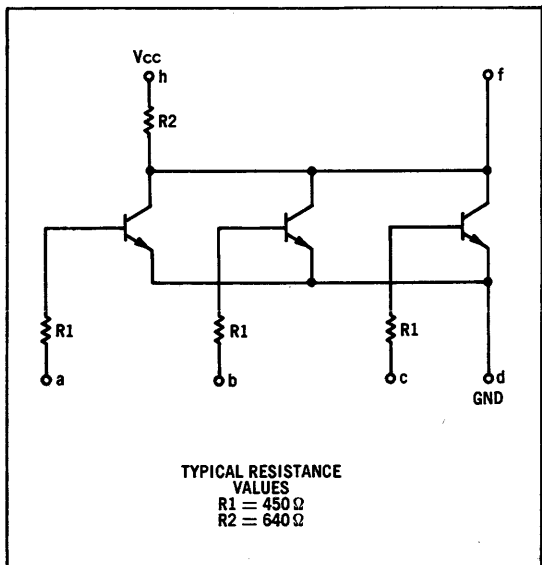 Vcc
h
f
R2
R1
R1
R1
a
b
c
d
GND
TYPICAL RESISTANCE
VALUES
R1 = 450 Ω
R2 = 640 Ω